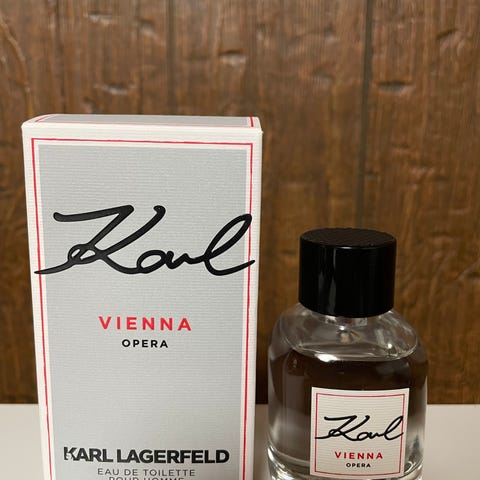 Karl
VIENNA
OPERA
KARL LAGERFELD
EAU DE TOILETTE
POUR HOMME
Karl
VIENNA
OPERA